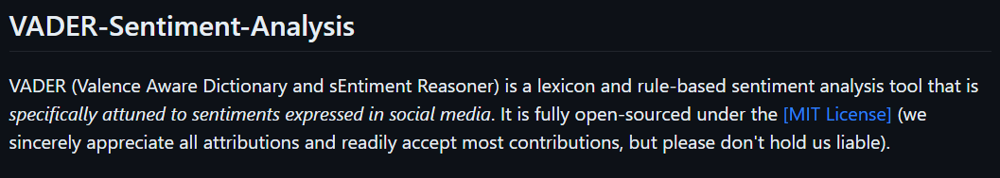 VADER-Sentiment-Analysis
VADER (Valence Aware Dictionary and sEntiment Reasoner) is a lexicon and rule-based sentiment analysis tool that is
specifically attuned to sentiments expressed in social media. It is fully open-sourced under the [MIT License] (we
sincerely appreciate all attributions and readily accept most contributions, but please don't hold us liable).